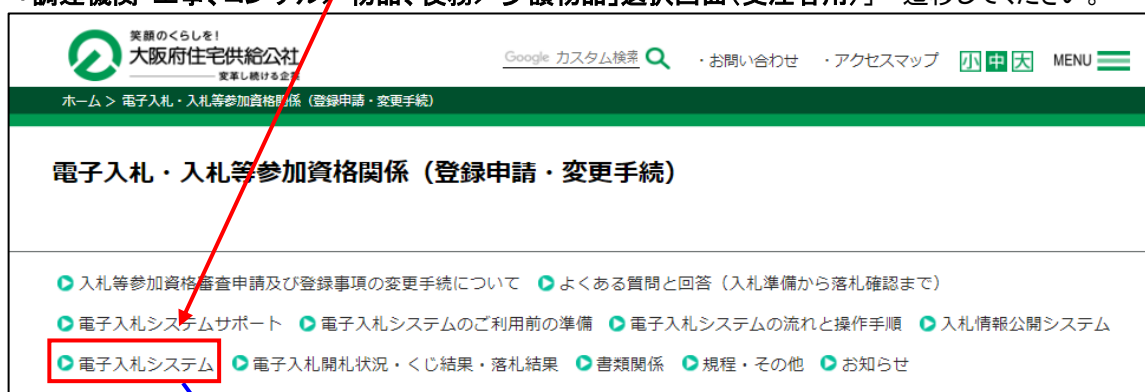 ・「調達機関・工事、コンサル／物品、役務／少額物品」選択画面（受注者用）」へ遷移してください。
笑顔のくらしを!
大阪府住宅供給公社
変革し続ける企業
Google カスタム検索 ・お問い合わせ ・アクセスマップ 小 中 大 MENU
ホーム > 電子入札・入札等参加資格関係（登録申請・変更手続）
電子入札・入札等参加資格関係（登録申請・変更手続）
入札等参加資格審査申請及び登録事項の変更手続について よくある質問と回答（入札準備から落札確認まで）
電子入札システムサポート 電子入札システムのご利用前の準備 電子入札システムの流れと操作手順 入札情報公開システム
電子入札システム 電子入札開札状況・くじ結果・落札結果 書類関係 規程・その他 お知らせ